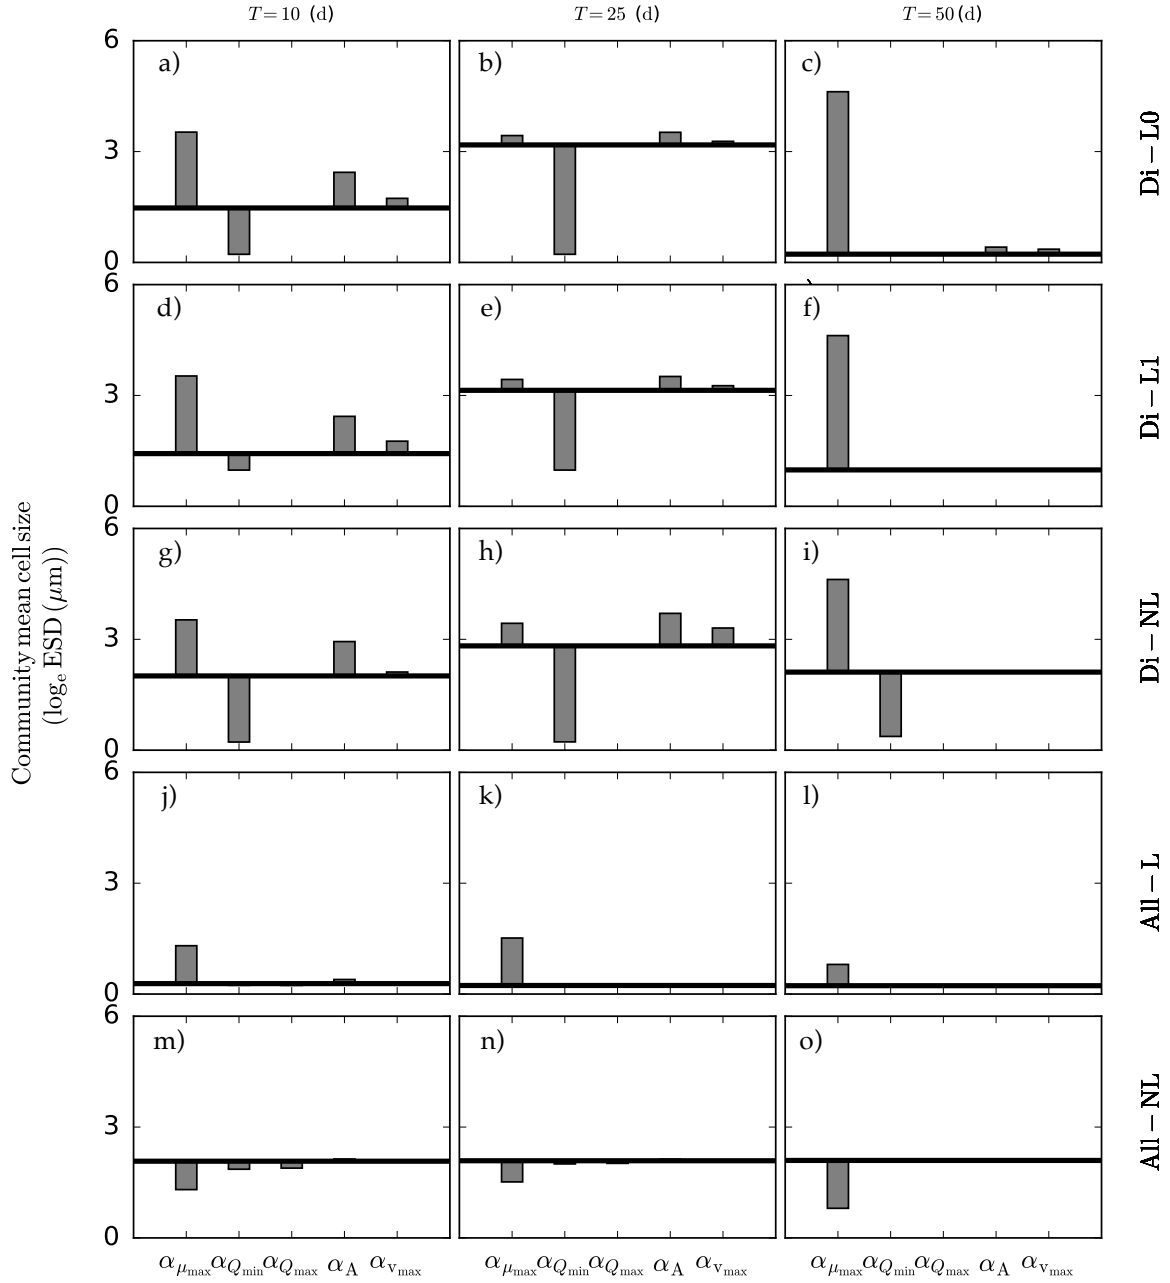 T = 10 (d)
T = 25 (d)
T = 50 (d)
6
a)
b)
c)
3
0
Di − L0
6
d)
e)
f)
3
0
Di − L1
6
g)
h)
i)
3
0
Di − NL
Community mean cell size
(logₑ ESD (μm))
6
j)
k)
l)
3
0
All − L
6
m)
n)
o)
3
0
All − NL
α_μmax α_Qmin α_Qmax α_A α_vmax α_μmax α_Qmin α_Qmax α_A α_vmax α_μmax α_Qmin α_Qmax α_A α_vmax